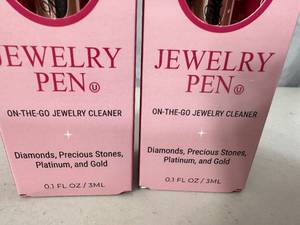 JEWELRY
PEN
ON-THE-GO JEWELRY CLEANER
Diamonds, Precious Stones,
Platinum, and Gold
0.1 FL OZ / 3ML
JEWELRY
PEN
ON-THE-GO JEWELRY CLEANER
Diamonds, Precious Stones,
Platinum, and Gold
0.1 FL OZ / 3ML